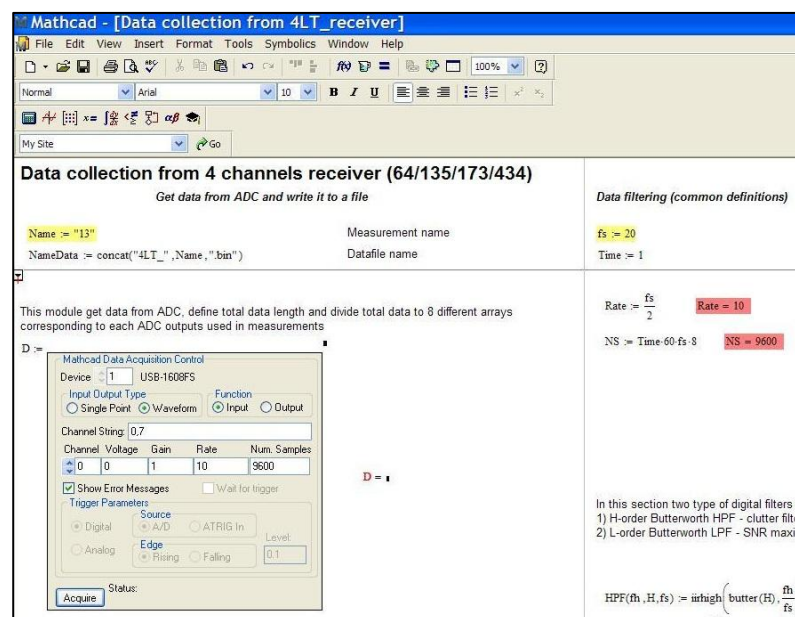 Mathcad - [Data collection from 4LT_receiver]
File Edit View Insert Format Tools Symbolics Window Help
100%
Normal Arial 10 B I U
x= αβ
My Site Go
Data collection from 4 channels receiver (64/135/173/434)
Get data from ADC and write it to a file
Data filtering (common definitions)
Name := "13" Measurement name
fs := 20
NameData := concat("4LT_" ,Name ,".bin") Datafile name
Time := 1
This module get data from ADC, define total data length and divide total data to 8 different arrays
corresponding to each ADC outputs used in measurements
Rate := fs/2 Rate = 10
NS := Time·60·fs·8 NS = 9600
D :=
Mathcad Data Acquisition Control
Device 1 USB-1608FS
Input Output Type Function
Single Point Waveform Input Output
Channel String: 0,7
Channel Voltage Gain Rate Num. Samples
0 0 1 10 9600
Show Error Messages Wait for trigger
Trigger Parameters
Source
Digital A/D ATRIG In
Analog Edge Level:
Rising Falling 0.1
Status:
Acquire
D =
In this section two type of digital filters
1) H-order Butterworth HPF - clutter filt
2) L-order Butterworth LPF - SNR maxi
HPF(fh ,H,fs) := iirhigh(butter(H), fh/fs